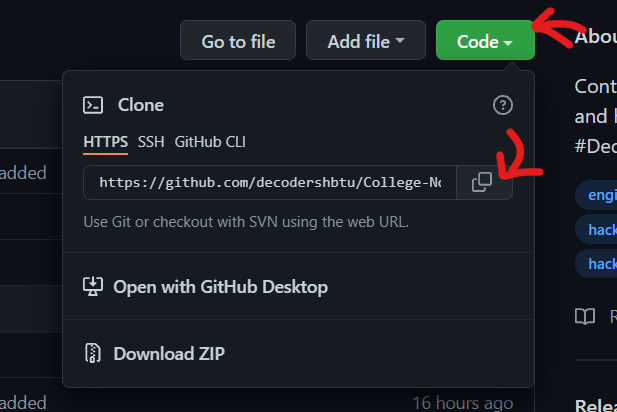 Go to file
Add file
Code
Abou
Clone
HTTPS SSH GitHub CLI
https://github.com/decodershbtu/College-No
Use Git or checkout with SVN using the web URL.
Open with GitHub Desktop
Download ZIP
added
added
16 hours ago
Cont
and h
#Dec
engi
hack
hack
R
Relea